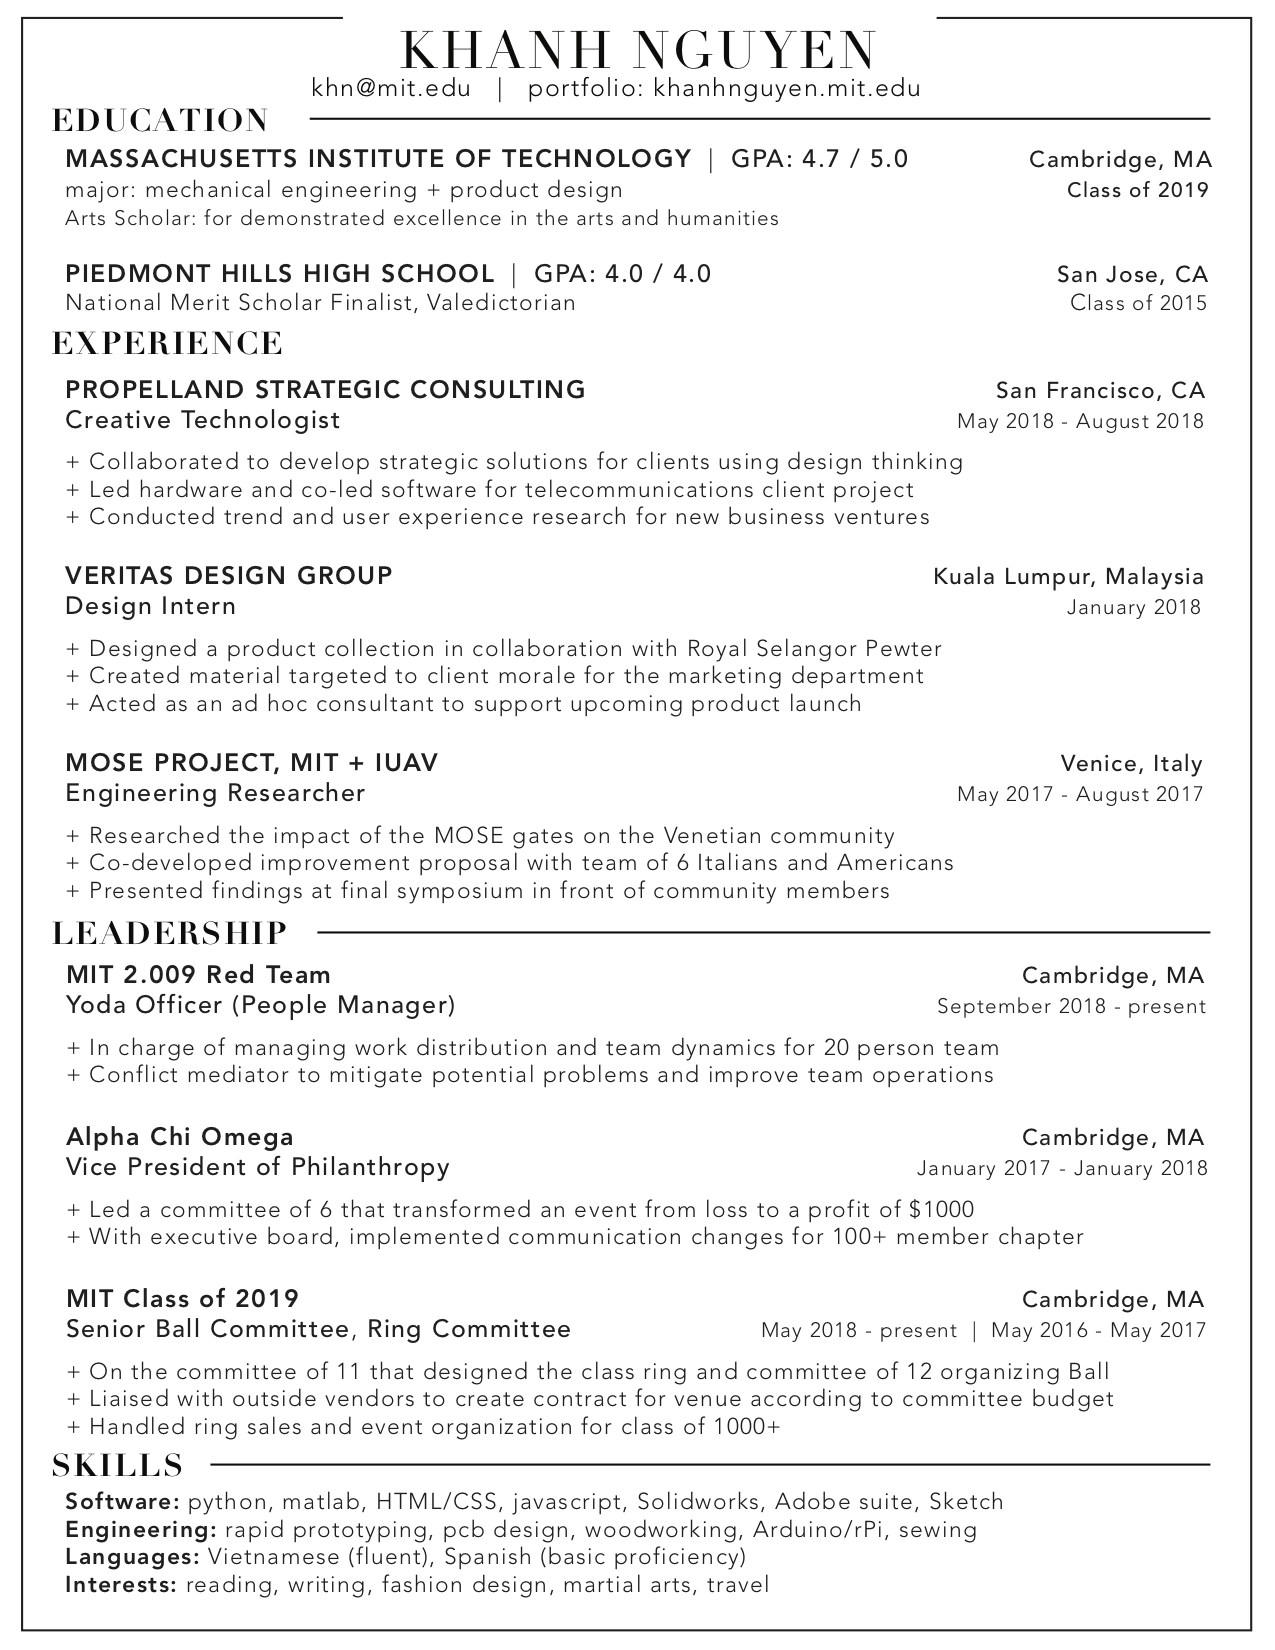 KHANH NGUYEN
khn@mit.edu | portfolio: khanhnguyen.mit.edu
EDUCATION
MASSACHUSETTS INSTITUTE OF TECHNOLOGY | GPA: 4.7 / 5.0 Cambridge, MA
major: mechanical engineering + product design Class of 2019
Arts Scholar: for demonstrated excellence in the arts and humanities
PIEDMONT HILLS HIGH SCHOOL | GPA: 4.0 / 4.0 San Jose, CA
National Merit Scholar Finalist, Valedictorian Class of 2015
EXPERIENCE
PROPELLAND STRATEGIC CONSULTING San Francisco, CA
Creative Technologist May 2018 - August 2018
+ Collaborated to develop strategic solutions for clients using design thinking
+ Led hardware and co-led software for telecommunications client project
+ Conducted trend and user experience research for new business ventures
VERITAS DESIGN GROUP Kuala Lumpur, Malaysia
Design Intern January 2018
+ Designed a product collection in collaboration with Royal Selangor Pewter
+ Created material targeted to client morale for the marketing department
+ Acted as an ad hoc consultant to support upcoming product launch
MOSE PROJECT, MIT + IUAV Venice, Italy
Engineering Researcher May 2017 - August 2017
+ Researched the impact of the MOSE gates on the Venetian community
+ Co-developed improvement proposal with team of 6 Italians and Americans
+ Presented findings at final symposium in front of community members
LEADERSHIP
MIT 2.009 Red Team Cambridge, MA
Yoda Officer (People Manager) September 2018 - present
+ In charge of managing work distribution and team dynamics for 20 person team
+ Conflict mediator to mitigate potential problems and improve team operations
Alpha Chi Omega Cambridge, MA
Vice President of Philanthropy January 2017 - January 2018
+ Led a committee of 6 that transformed an event from loss to a profit of $1000
+ With executive board, implemented communication changes for 100+ member chapter
MIT Class of 2019 Cambridge, MA
Senior Ball Committee, Ring Committee May 2018 - present | May 2016 - May 2017
+ On the committee of 11 that designed the class ring and committee of 12 organizing Ball
+ Liaised with outside vendors to create contract for venue according to committee budget
+ Handled ring sales and event organization for class of 1000+
SKILLS
Software: python, matlab, HTML/CSS, javascript, Solidworks, Adobe suite, Sketch
Engineering: rapid prototyping, pcb design, woodworking, Arduino/rPi, sewing
Languages: Vietnamese (fluent), Spanish (basic proficiency)
Interests: reading, writing, fashion design, martial arts, travel